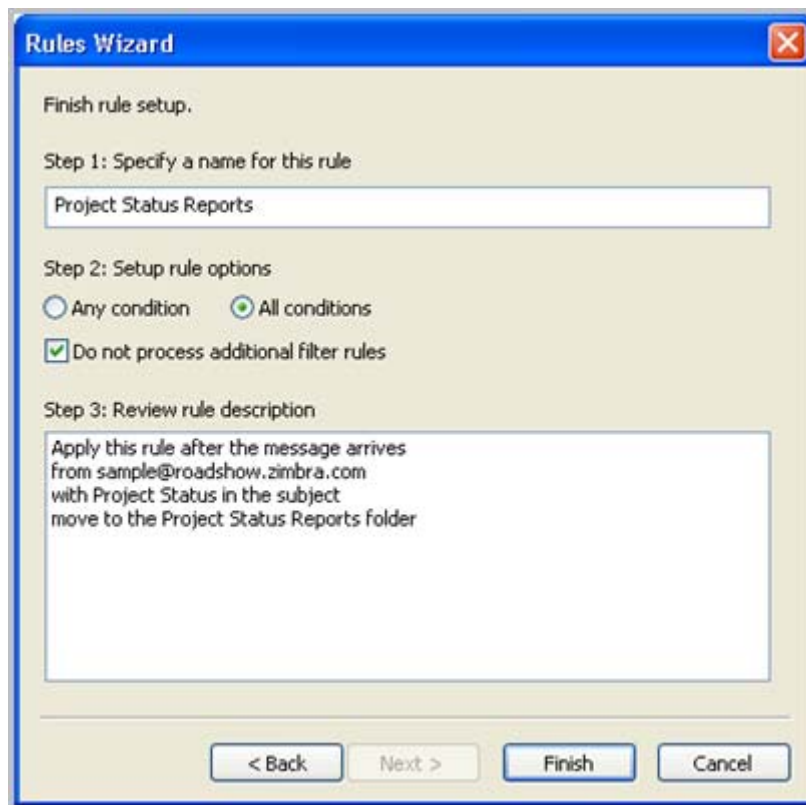 Rules Wizard
Finish rule setup.
Step 1: Specify a name for this rule
Project Status Reports
Step 2: Setup rule options
Any condition All conditions
Do not process additional filter rules
Step 3: Review rule description
Apply this rule after the message arrives
from sample@roadshow.zimbra.com
with Project Status in the subject
move to the Project Status Reports folder
< Back Next > Finish Cancel